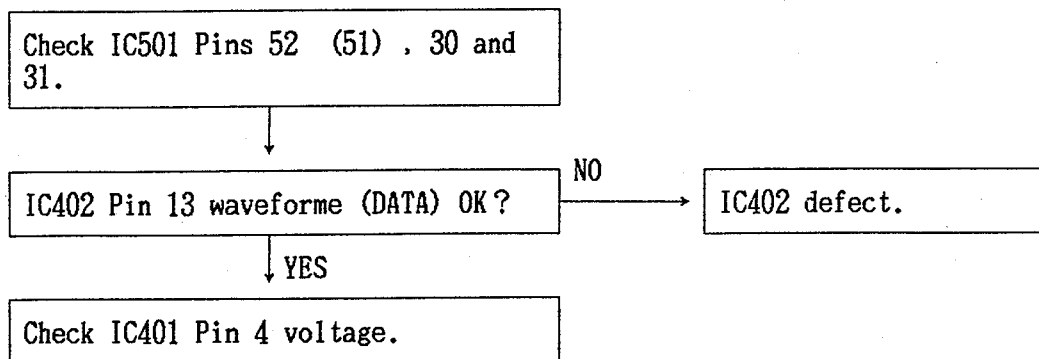 Check IC501 Pins 52 (51) . 30 and
31.
NO
IC402 Pin 13 waveforme (DATA) OK?
IC402 defect.
YES
Check IC401 Pin 4 voltage.